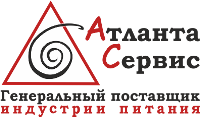 Атланта
Сервис
Генеральный поставщик
индустрии питания